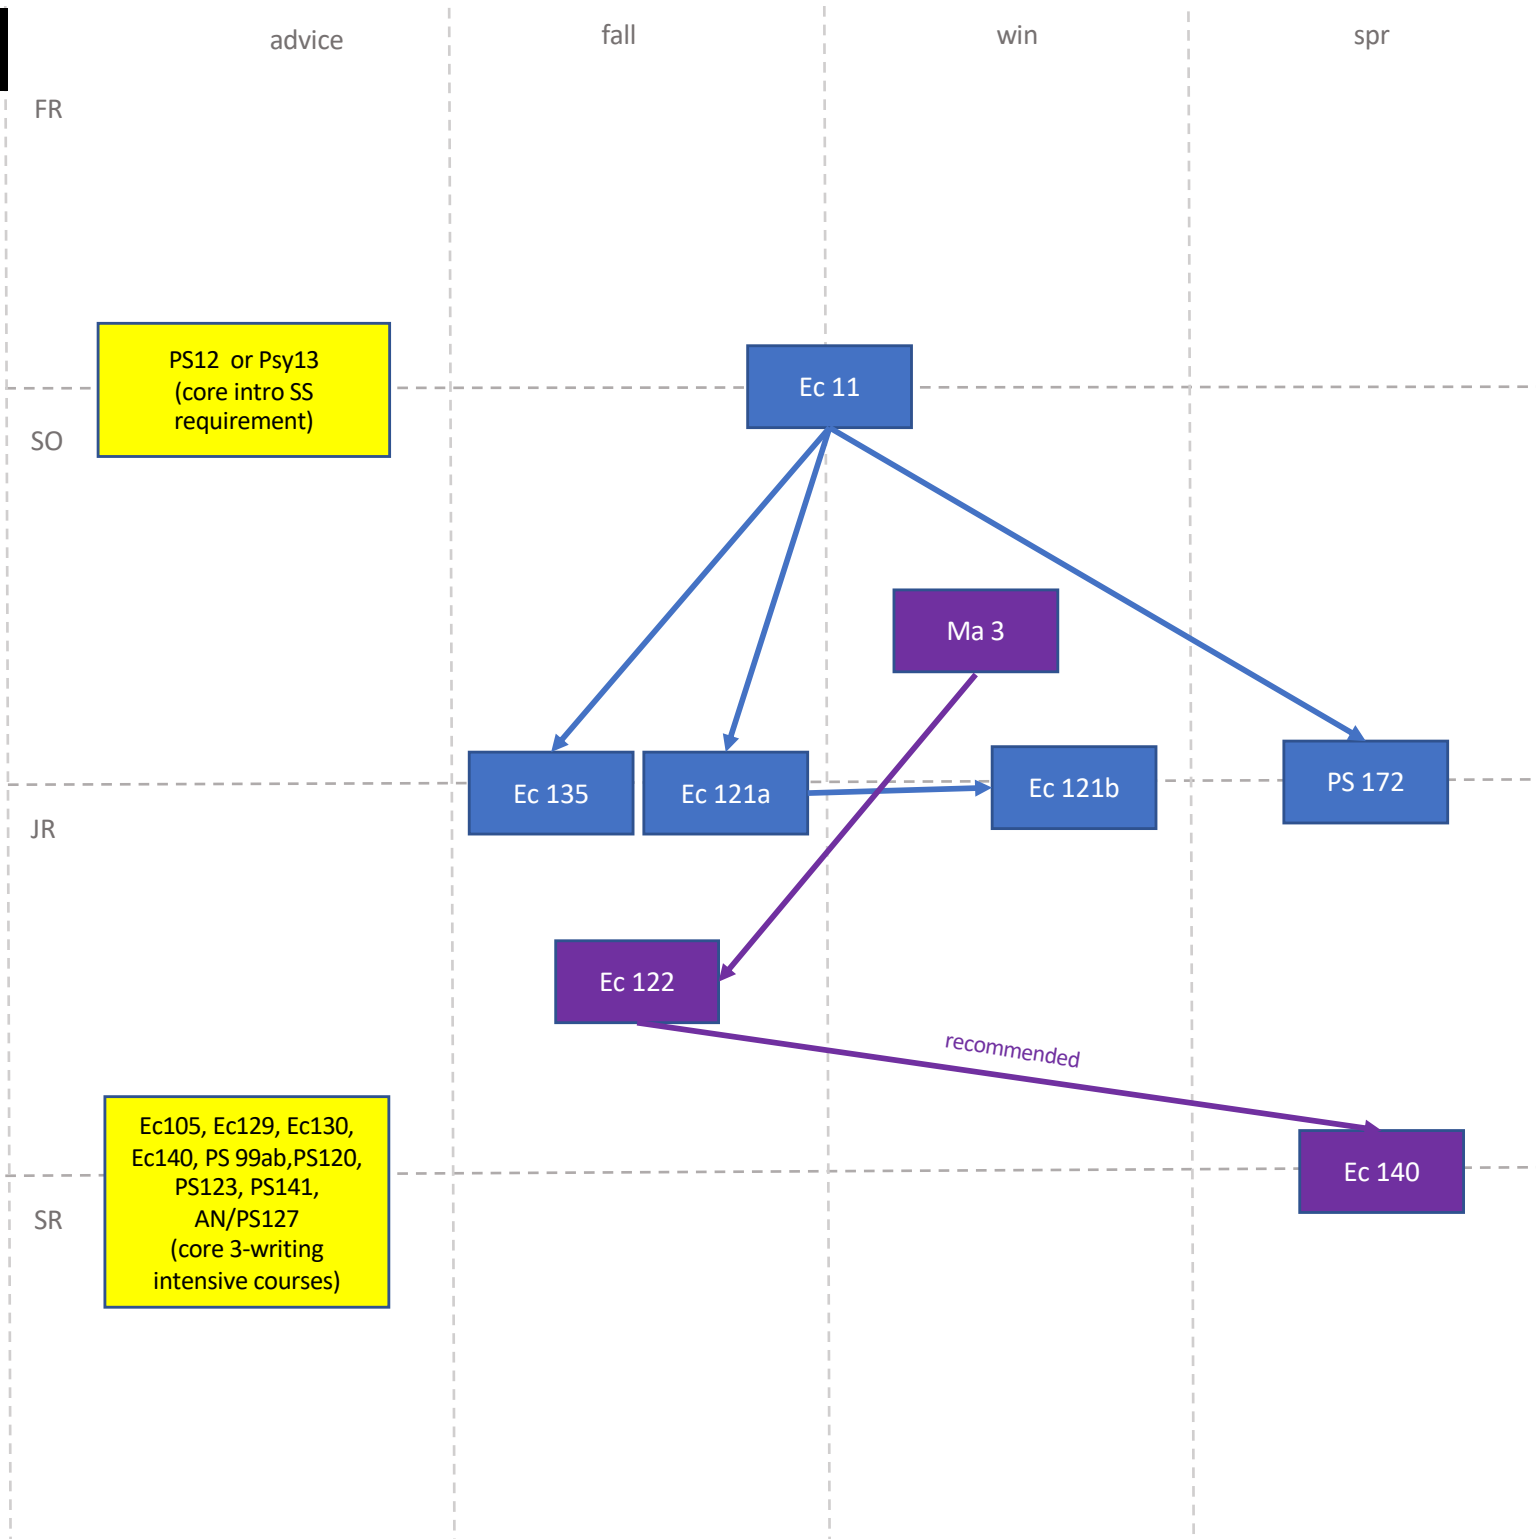 advice
fall
win
spr
FR
PS12 or Psy13
(core intro SS
requirement)
Ec 11
SO
Ma 3
Ec 135
Ec 121a
Ec 121b
PS 172
JR
Ec 122
recommended
Ec105, Ec129, Ec130,
Ec140, PS 99ab,PS120,
PS123, PS141,
AN/PS127
(core 3-writing
intensive courses)
Ec 140
SR